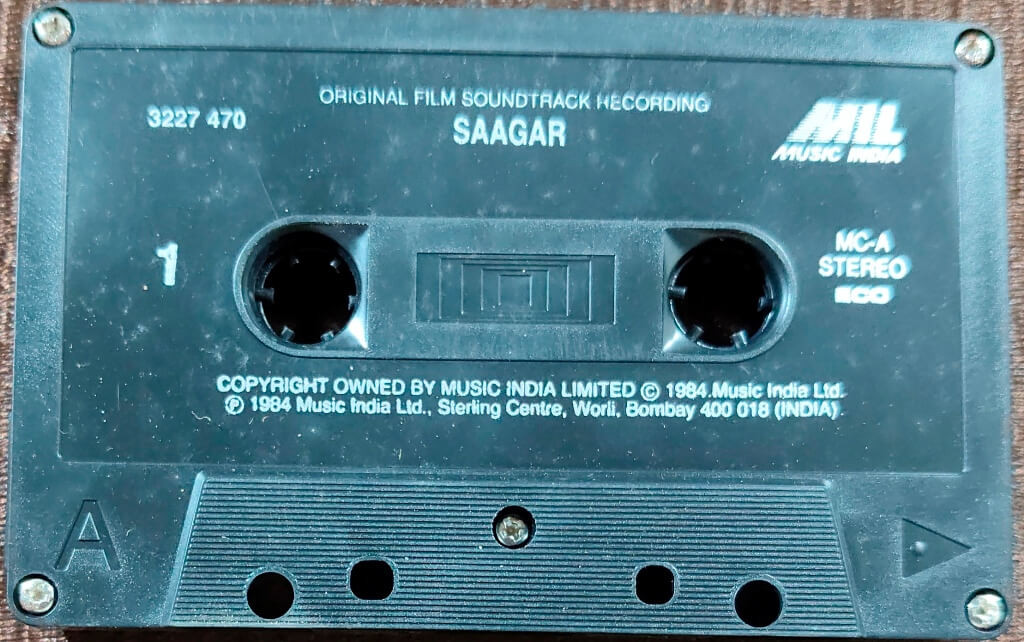 ORIGINAL FILM SOUNDTRACK RECORDING
3227 470
SAAGAR
MIL
MUSIC INDIA
1
MC-A
STEREO
ECO
COPYRIGHT OWNED BY MUSIC INDIA LIMITED © 1984.Music India Ltd.
℗ 1984 Music India Ltd., Sterling Centre, Worli, Bombay 400 018 (INDIA)
A